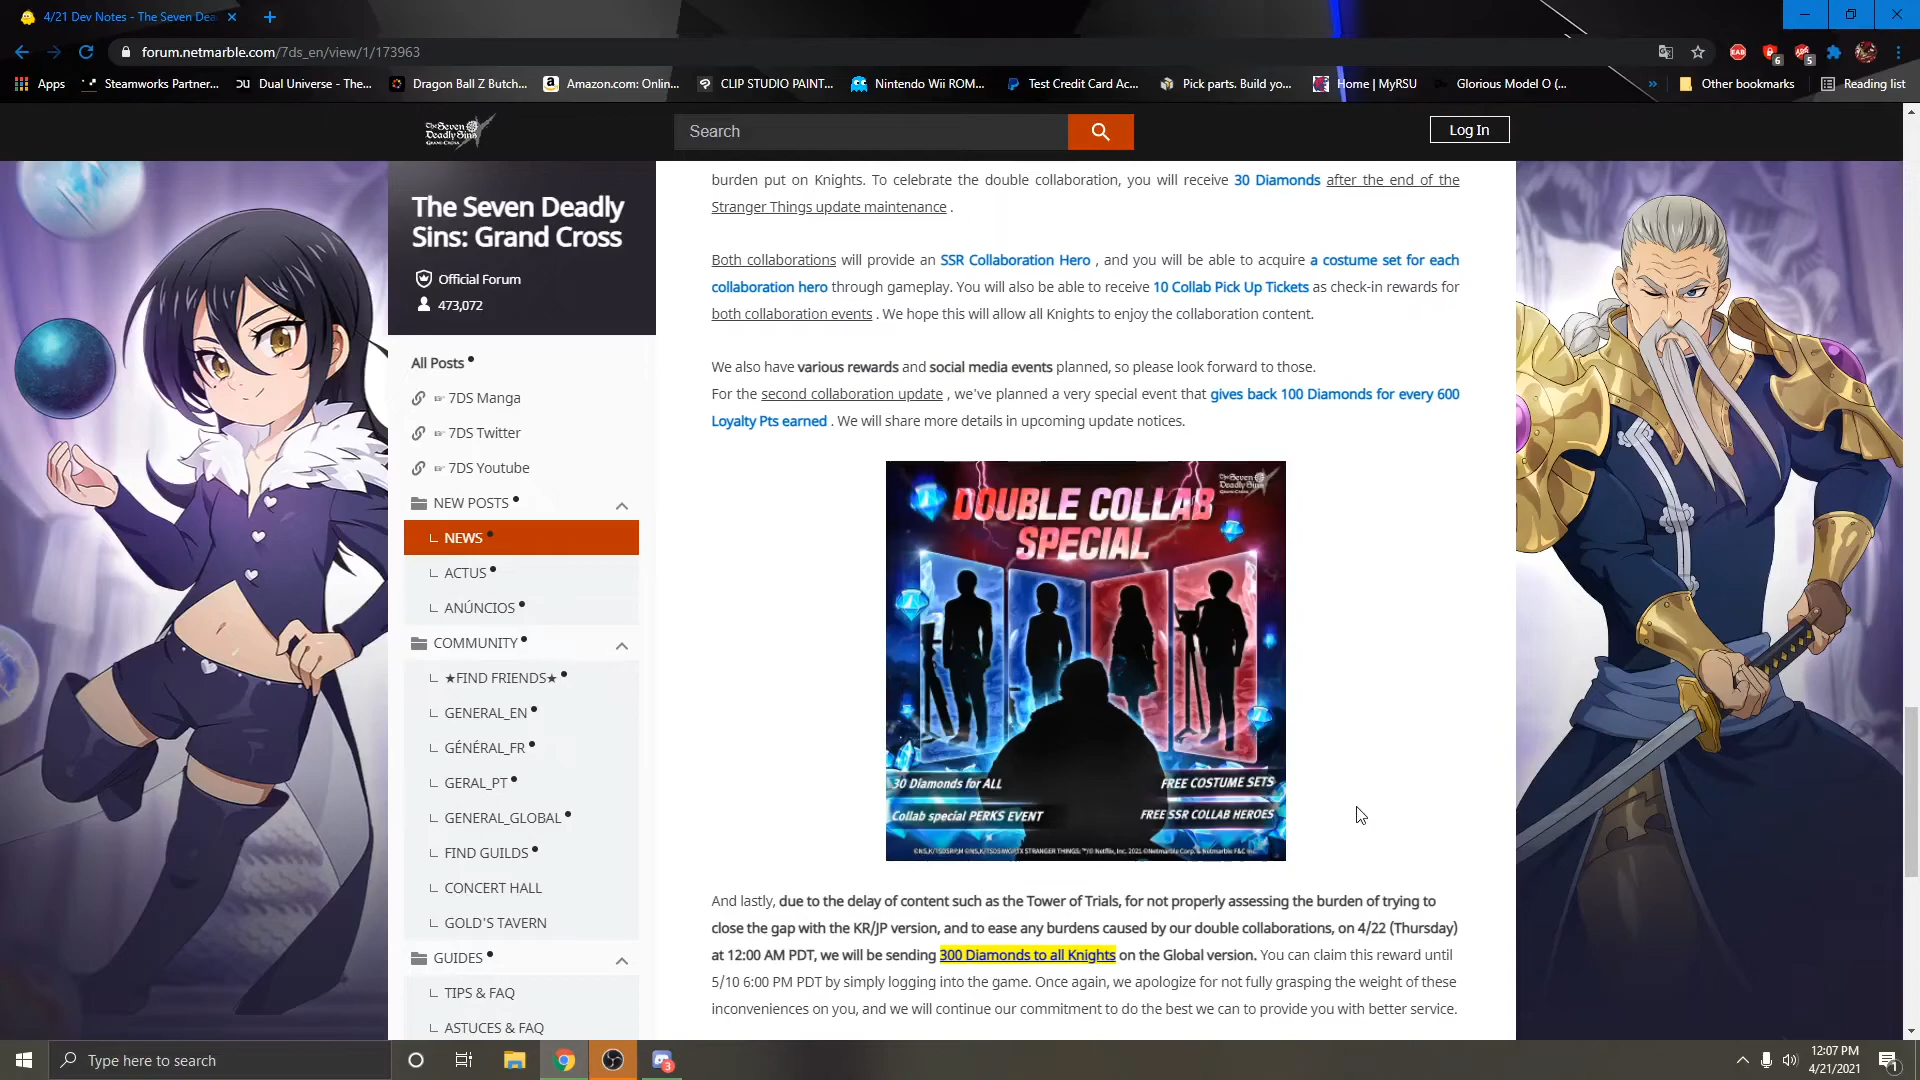 4/21 Dev Notes - The Seven Dea
forum.netmarble.com/7ds_en/view/1/173963
Apps
Steamworks Partner...
Dual Universe - The...
Dragon Ball Z Butch...
Amazon.com: Onlin...
CLIP STUDIO PAINT...
Nintendo Wii ROM...
Test Credit Card Ac...
Pick parts. Build yo...
Home | MyRSU
Glorious Model O (...
»
Other bookmarks
Reading list
The Seven
Deadly Sins
Grand Cross
Search
Log In
The Seven Deadly
Sins: Grand Cross
Official Forum
473,072
All Posts
7DS Manga
7DS Twitter
7DS Youtube
NEW POSTS
NEWS
ACTUS
ANÚNCIOS
COMMUNITY
★FIND FRIENDS★
GENERAL_EN
GÉNÉRAL_FR
GERAL_PT
GENERAL_GLOBAL
FIND GUILDS
CONCERT HALL
GOLD'S TAVERN
GUIDES
TIPS & FAQ
ASTUCES & FAQ
burden put on Knights. To celebrate the double collaboration, you will receive 30 Diamonds after the end of the
Stranger Things update maintenance .
Both collaborations will provide an SSR Collaboration Hero , and you will be able to acquire a costume set for each
collaboration hero through gameplay. You will also be able to receive 10 Collab Pick Up Tickets as check-in rewards for
both collaboration events . We hope this will allow all Knights to enjoy the collaboration content.
We also have various rewards and social media events planned, so please look forward to those.
For the second collaboration update , we've planned a very special event that gives back 100 Diamonds for every 600
Loyalty Pts earned . We will share more details in upcoming update notices.
The Seven
Deadly Sins
Grand Cross
DOUBLE COLLAB
SPECIAL
30 Diamonds for ALL
FREE COSTUME SETS
Collab special PERKS EVENT
FREE SSR COLLAB HEROES
And lastly, due to the delay of content such as the Tower of Trials, for not properly assessing the burden of trying to
close the gap with the KR/JP version, and to ease any burdens caused by our double collaborations, on 4/22 (Thursday)
at 12:00 AM PDT, we will be sending 300 Diamonds to all Knights on the Global version. You can claim this reward until
5/10 6:00 PM PDT by simply logging into the game. Once again, we apologize for not fully grasping the weight of these
inconveniences on you, and we will continue our commitment to do the best we can to provide you with better service.
Type here to search
12:07 PM
4/21/2021